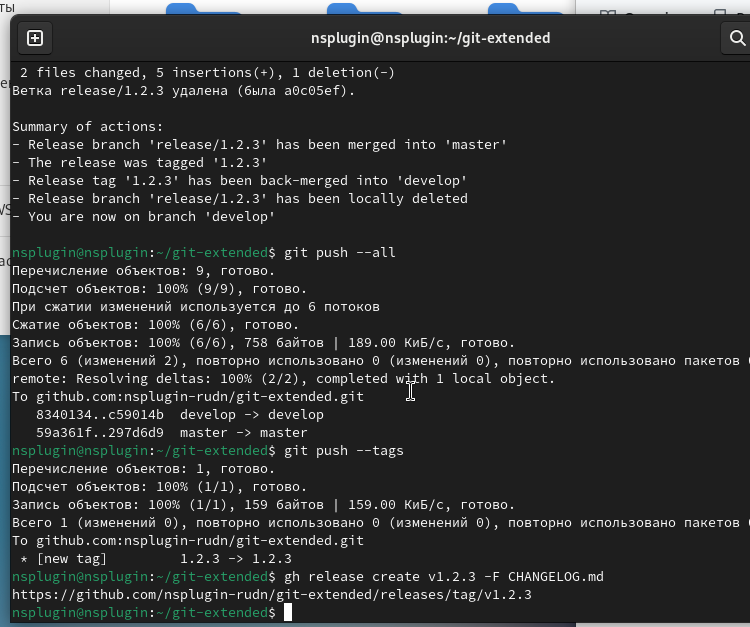 nsplugin@nsplugin:~/git-extended
2 files changed, 5 insertions(+), 1 deletion(-)
Ветка release/1.2.3 удалена (была a0c05ef).
Summary of actions:
- Release branch 'release/1.2.3' has been merged into 'master'
- The release was tagged '1.2.3'
- Release tag '1.2.3' has been back-merged into 'develop'
- Release branch 'release/1.2.3' has been locally deleted
- You are now on branch 'develop'
nsplugin@nsplugin:~/git-extended$ git push --all
Перечисление объектов: 9, готово.
Подсчет объектов: 100% (9/9), готово.
При сжатии изменений используется до 6 потоков
Сжатие объектов: 100% (6/6), готово.
Запись объектов: 100% (6/6), 758 байтов | 189.00 КиБ/с, готово.
Всего 6 (изменений 2), повторно использовано 0 (изменений 0), повторно использовано пакетов
remote: Resolving deltas: 100% (2/2), completed with 1 local object.
To github.com:nsplugin-rudn/git-extended.git
8340134..c59014b  develop -> develop
59a361f..297d6d9  master -> master
nsplugin@nsplugin:~/git-extended$ git push --tags
Перечисление объектов: 1, готово.
Подсчет объектов: 100% (1/1), готово.
Запись объектов: 100% (1/1), 159 байтов | 159.00 КиБ/с, готово.
Всего 1 (изменений 0), повторно использовано 0 (изменений 0), повторно использовано пакетов
To github.com:nsplugin-rudn/git-extended.git
* [new tag]         1.2.3 -> 1.2.3
nsplugin@nsplugin:~/git-extended$ gh release create v1.2.3 -F CHANGELOG.md
https://github.com/nsplugin-rudn/git-extended/releases/tag/v1.2.3
nsplugin@nsplugin:~/git-extended$